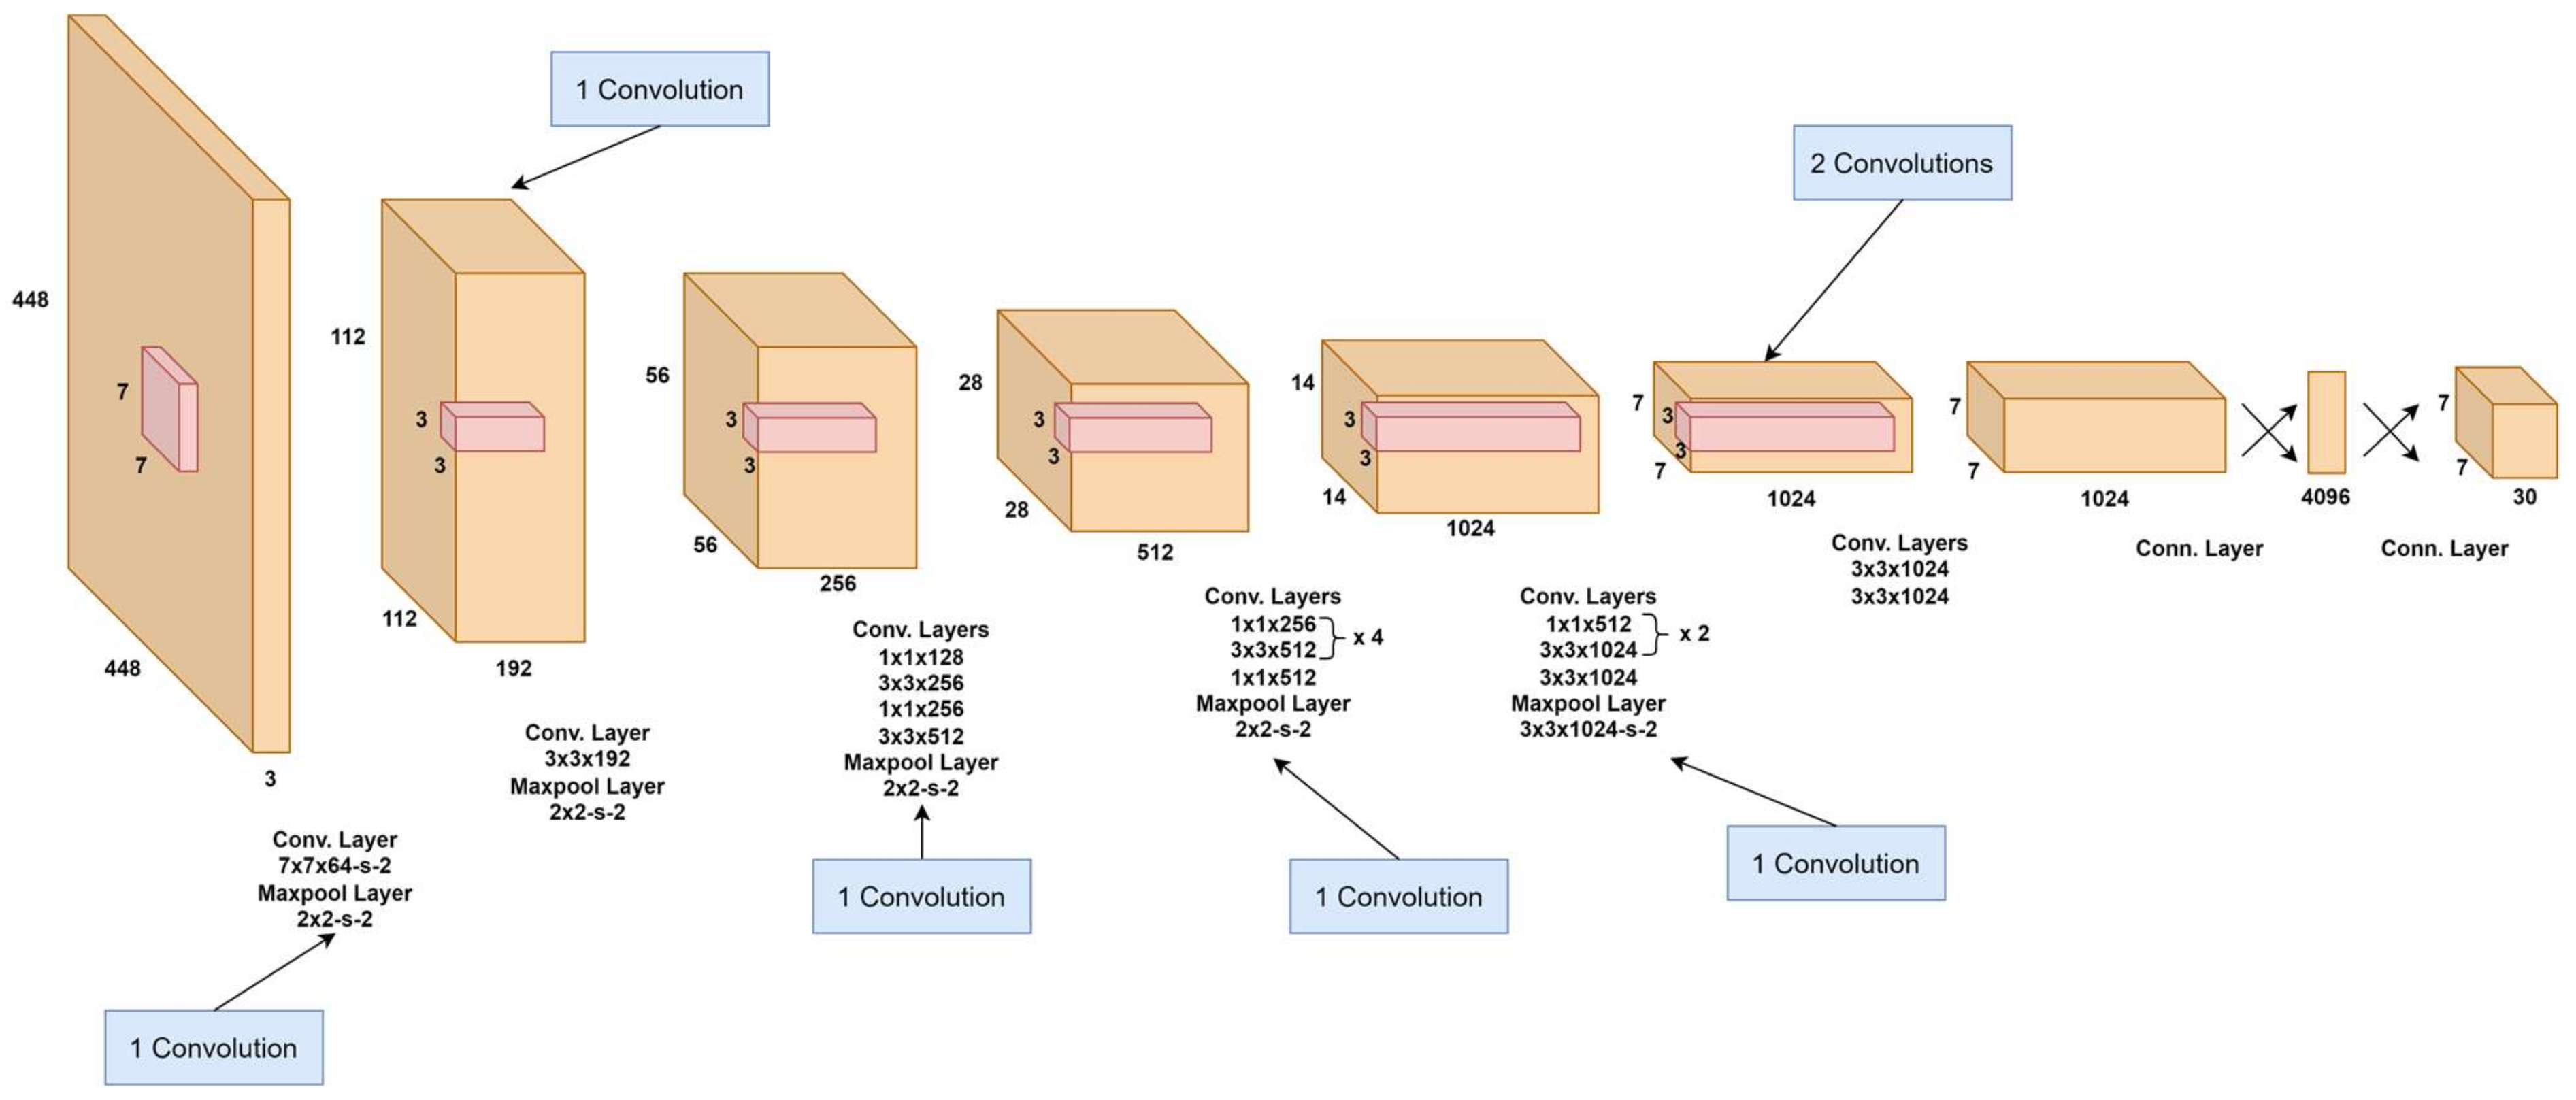 1 Convolution
2 Convolutions
448
7
7
448
3
112
3
3
112
192
56
3
3
56
256
28
3
3
28
512
14
3
3
14
1024
7
3
3
7
1024
7
7
1024
4096
7
7
30
Conv. Layer
7x7x64-s-2
Maxpool Layer
2x2-s-2
Conv. Layer
3x3x192
Maxpool Layer
2x2-s-2
Conv. Layers
1x1x128
3x3x256
1x1x256
3x3x512
Maxpool Layer
2x2-s-2
Conv. Layers
1x1x256
3x3x512
x 4
1x1x512
Maxpool Layer
2x2-s-2
Conv. Layers
1x1x512
3x3x1024
x 2
3x3x1024
Maxpool Layer
3x3x1024-s-2
Conv. Layers
3x3x1024
3x3x1024
Conn. Layer
Conn. Layer
1 Convolution
1 Convolution
1 Convolution
1 Convolution